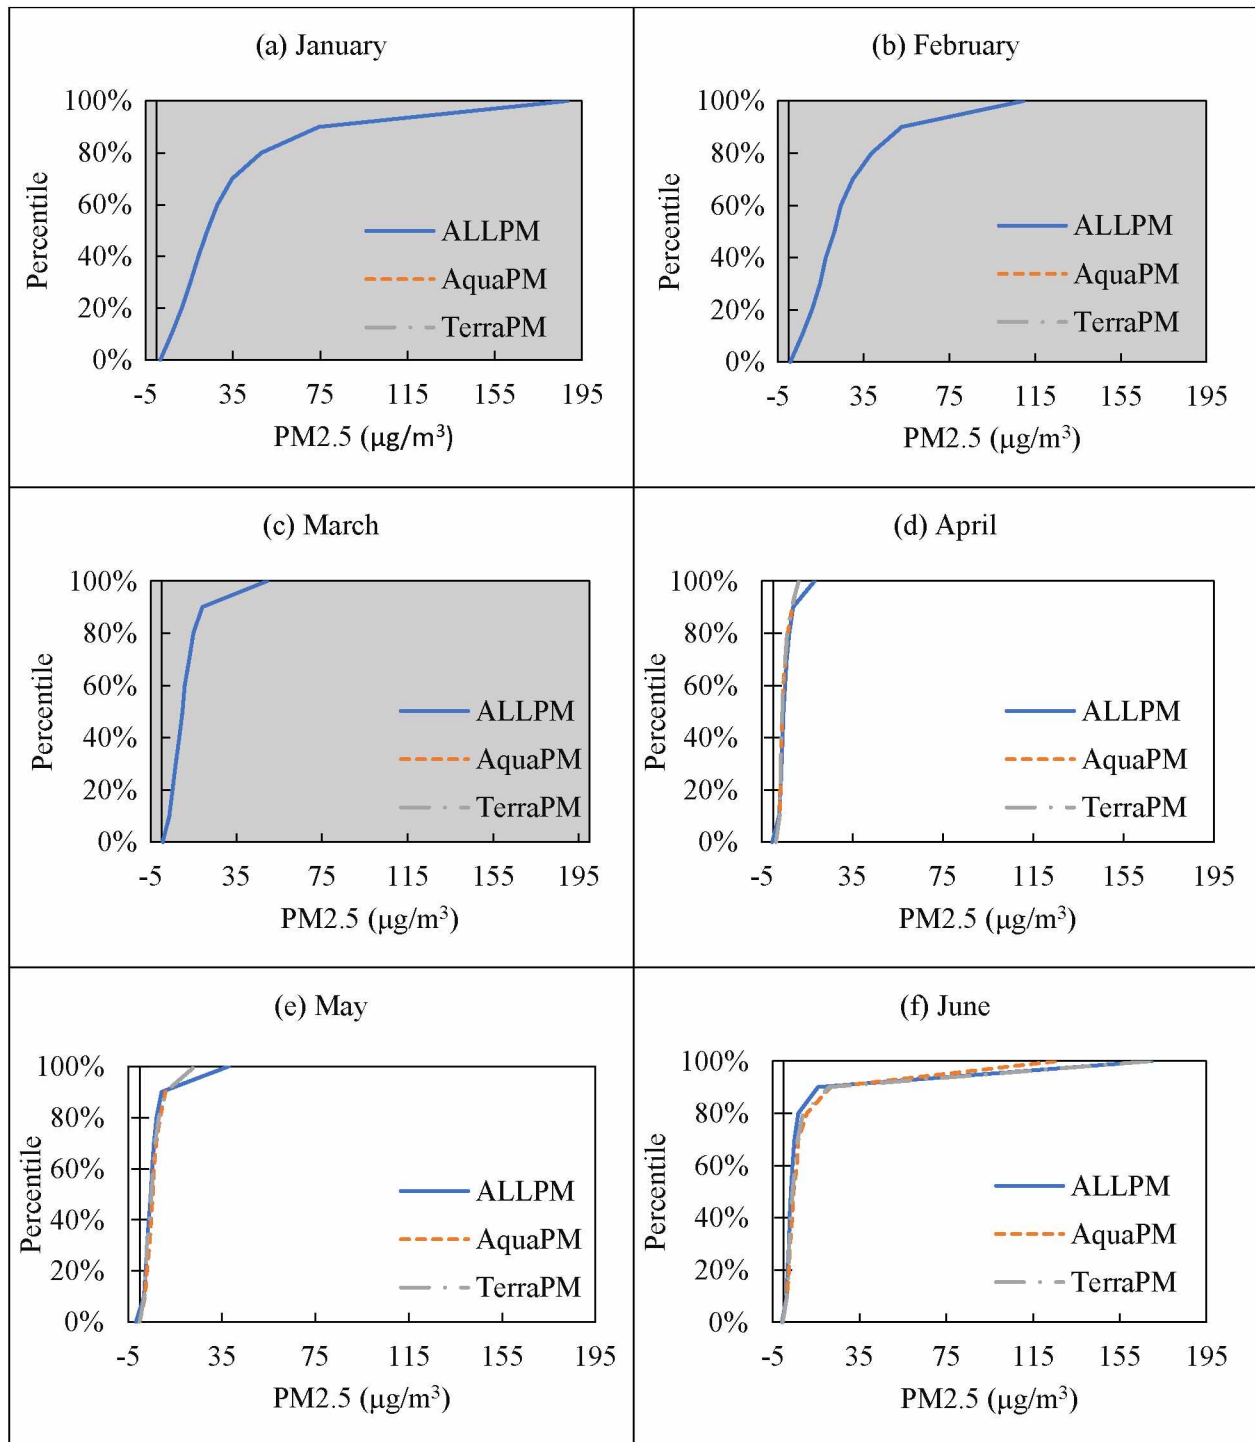 (a) January
100%
80%
60%
40%
20%
0%
Percentile
ALLPM
AquaPM
TerraPM
-5 35 75 115 155 195
PM2.5 (μg/m³)
(b) February
100%
80%
60%
40%
20%
0%
Percentile
ALLPM
AquaPM
TerraPM
-5 35 75 115 155 195
PM2.5 (μg/m³)
(c) March
100%
80%
60%
40%
20%
0%
Percentile
ALLPM
AquaPM
TerraPM
-5 35 75 115 155 195
PM2.5 (μg/m³)
(d) April
100%
80%
60%
40%
20%
0%
Percentile
ALLPM
AquaPM
TerraPM
-5 35 75 115 155 195
PM2.5 (μg/m³)
(e) May
100%
80%
60%
40%
20%
0%
Percentile
ALLPM
AquaPM
TerraPM
-5 35 75 115 155 195
PM2.5 (μg/m³)
(f) June
100%
80%
60%
40%
20%
0%
Percentile
ALLPM
AquaPM
TerraPM
-5 35 75 115 155 195
PM2.5 (μg/m³)